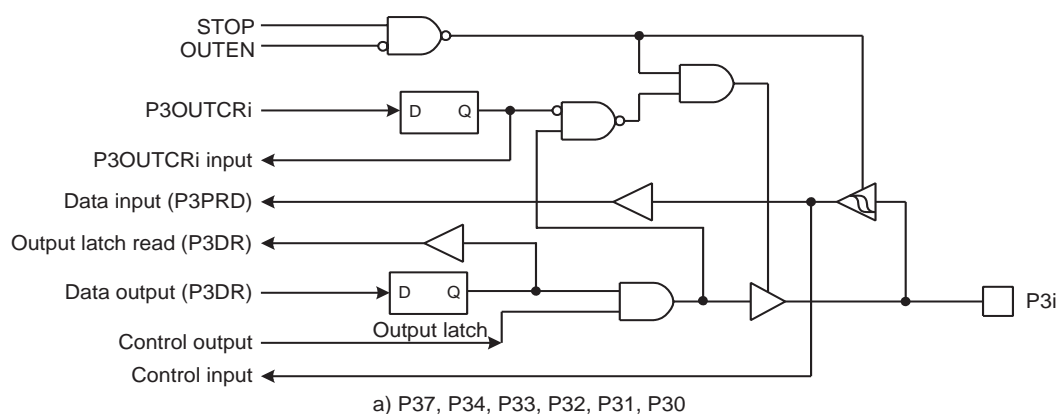 STOP
OUTEN
P3OUTCRi
D Q
P3OUTCRi input
Data input (P3PRD)
Output latch read (P3DR)
Data output (P3DR)
D Q
P3i
Output latch
Control output
Control input
a) P37, P34, P33, P32, P31, P30